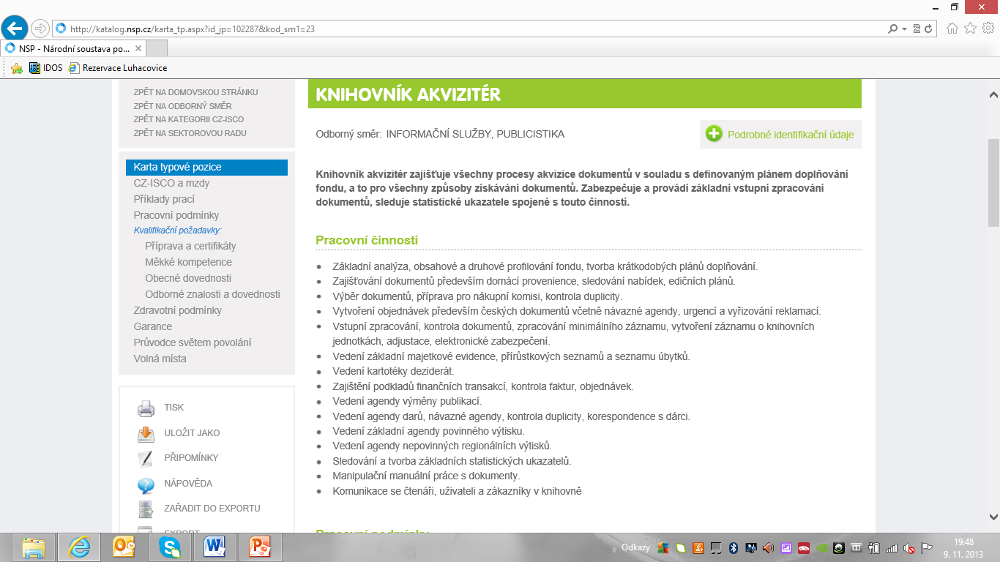 http://katalog.nsp.cz/karta_tp.aspx?id_jp=102287&kod_sm1=23
NSP - Národní soustava po...
IDOS
Rezervace Luhacovice
ZPĚT NA DOMOVSKOU STRÁNKU
ZPĚT NA ODBORNÝ SMĚR
ZPĚT NA KATEGORII CZ-ISCO
ZPĚT NA SEKTOROVOU RADU
Karta typové pozice
CZ-ISCO a mzdy
Příklady prací
Pracovní podmínky
Kvalifikační požadavky:
Příprava a certifikáty
Měkké kompetence
Obecné dovednosti
Odborné znalosti a dovednosti
Zdravotní podmínky
Garance
Průvodce světem povolání
Volná místa
TISK
ULOŽIT JAKO
PŘIPOMÍNKY
NÁPOVĚDA
ZAŘADIT DO EXPORTU
EXPORT
KNIHOVNÍK AKVIZITÉR
Odborný směr: INFORMAČNÍ SLUŽBY, PUBLICISTIKA
Podrobné identifikační údaje
Knihovník akvizitér zajišťuje všechny procesy akvizice dokumentů v souladu s definovaným plánem doplňování
fondu, a to pro všechny způsoby získávání dokumentů. Zabezpečuje a provádí základní vstupní zpracování
dokumentů, sleduje statistické ukazatele spojené s touto činností.
Pracovní činnosti
• Základní analýza, obsahové a druhové profilování fondu, tvorba krátkodobých plánů doplňování.
• Zajišťování dokumentů především domácí provenience, sledování nabídek, edičních plánů.
• Výběr dokumentů, příprava pro nákupní komisi, kontrola duplicity.
• Vytvoření objednávek především českých dokumentů včetně návazné agendy, urgencí a vyřizování reklamací.
• Vstupní zpracování, kontrola dokumentů, zpracování minimálního záznamu, vytvoření záznamu o knihovních
jednotkách, adjustace, elektronické zabezpečení.
• Vedení základní majetkové evidence, přírůstkových seznamů a seznamu úbytků.
• Vedení kartotéky deziderát.
• Zajištění podkladů finančních transakcí, kontrola faktur, objednávek.
• Vedení agendy výměny publikací.
• Vedení agendy darů, návazné agendy, kontrola duplicity, korespondence s dárci.
• Vedení základní agendy povinného výtisku.
• Vedení agendy nepovinných regionálních výtisků.
• Sledování a tvorba základních statistických ukazatelů.
• Manipulační manuální práce s dokumenty.
• Komunikace se čtenáři, uživateli a zákazníky v knihovně
Pracovní podmínky
Odkazy
19:48
9. 11. 2013